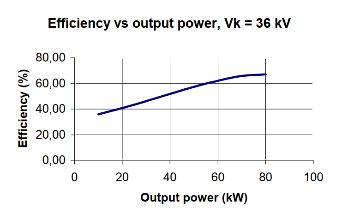 Efficiency vs output power, Vk = 36 kV
Efficiency (%)
80,00
60,00
40,00
20,00
0,00
0 20 40 60 80 100
Output power (kW)